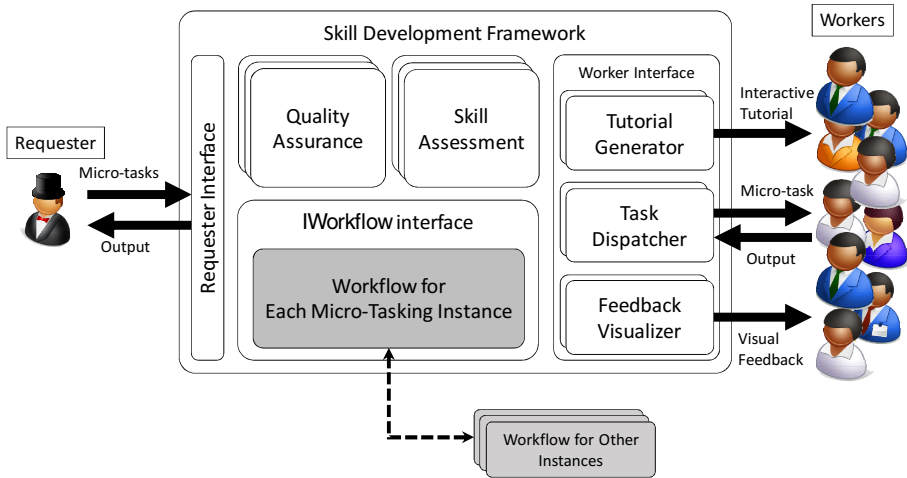 Skill Development Framework
Workers
Requester
Micro-tasks
Output
Requester Interface
Quality
Assurance
Skill
Assessment
IWorkflow interface
Workflow for
Each Micro-Tasking Instance
Worker Interface
Tutorial
Generator
Task
Dispatcher
Feedback
Visualizer
Interactive
Tutorial
Micro-task
Output
Visual
Feedback
Workflow for Other
Instances